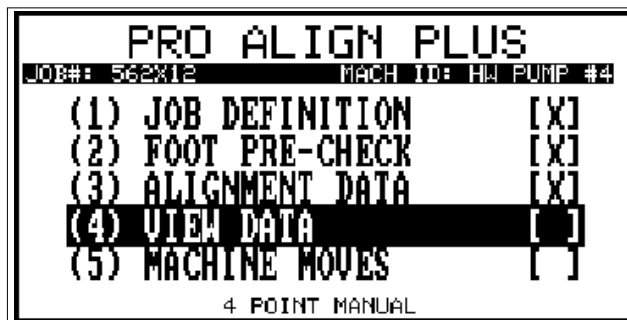 PRO ALIGN PLUS
JOB#: 562X12 MACH ID: HW PUMP #4
(1) JOB DEFINITION [X]
(2) FOOT PRE-CHECK [X]
(3) ALIGNMENT DATA [X]
(4) VIEW DATA [ ]
(5) MACHINE MOVES [ ]
4 POINT MANUAL